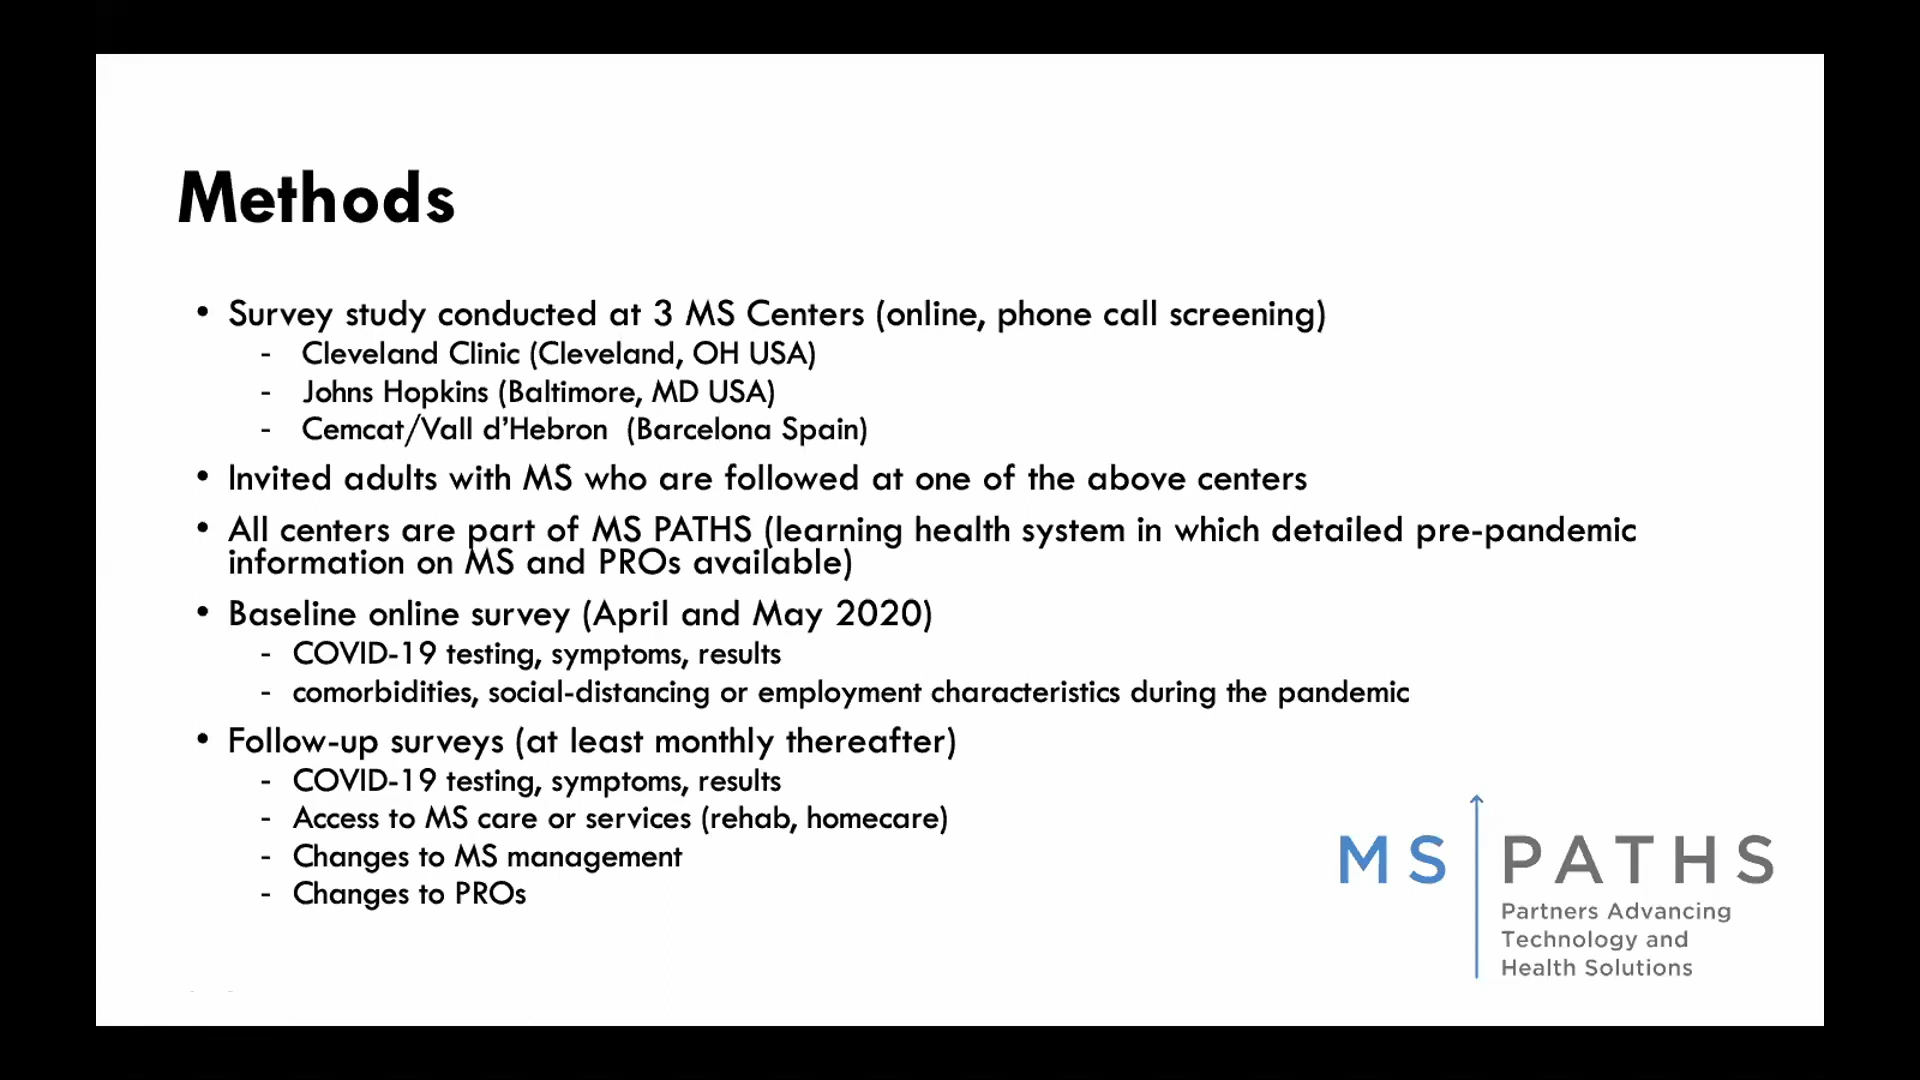 Methods
• Survey study conducted at 3 MS Centers (online, phone call screening)
- Cleveland Clinic (Cleveland, OH USA)
- Johns Hopkins (Baltimore, MD USA)
- Cemcat/Vall d’Hebron (Barcelona Spain)
• Invited adults with MS who are followed at one of the above centers
• All centers are part of MS PATHS (learning health system in which detailed pre-pandemic
information on MS and PROs available)
• Baseline online survey (April and May 2020)
- COVID-19 testing, symptoms, results
- comorbidities, social-distancing or employment characteristics during the pandemic
• Follow-up surveys (at least monthly thereafter)
- COVID-19 testing, symptoms, results
- Access to MS care or services (rehab, homecare)
- Changes to MS management
- Changes to PROs
MS PATHS
Partners Advancing
Technology and
Health Solutions